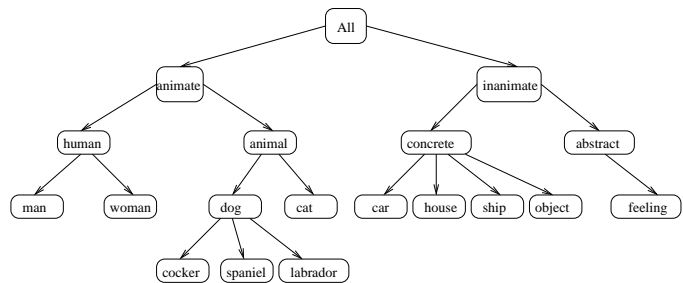 All
animate
inanimate
human
animal
concrete
abstract
man
woman
dog
cat
car
house
ship
object
feeling
cocker
spaniel
labrador